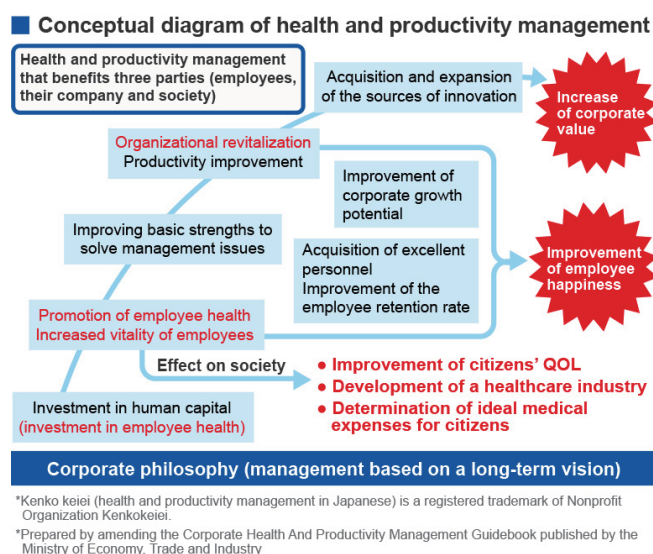 Conceptual diagram of health and productivity management
Health and productivity management
that benefits three parties (employees,
their company and society)
Acquisition and expansion
of the sources of innovation
Increase
of corporate
value
Organizational revitalization
Productivity improvement
Improvement of
corporate growth
potential
Improving basic strengths to
solve management issues
Acquisition of excellent
personnel
Improvement of the
employee retention rate
Improvement
of employee
happiness
Promotion of employee health
Increased vitality of employees
Effect on society
● Improvement of citizens' QOL
● Development of a healthcare industry
● Determination of ideal medical
expenses for citizens
Investment in human capital
(investment in employee health)
Corporate philosophy (management based on a long-term vision)
*Kenko keiei (health and productivity management in Japanese) is a registered trademark of Nonprofit
Organization Kenkokeiei.
*Prepared by amending the Corporate Health And Productivity Management Guidebook published by the
Ministry of Economy, Trade and Industry